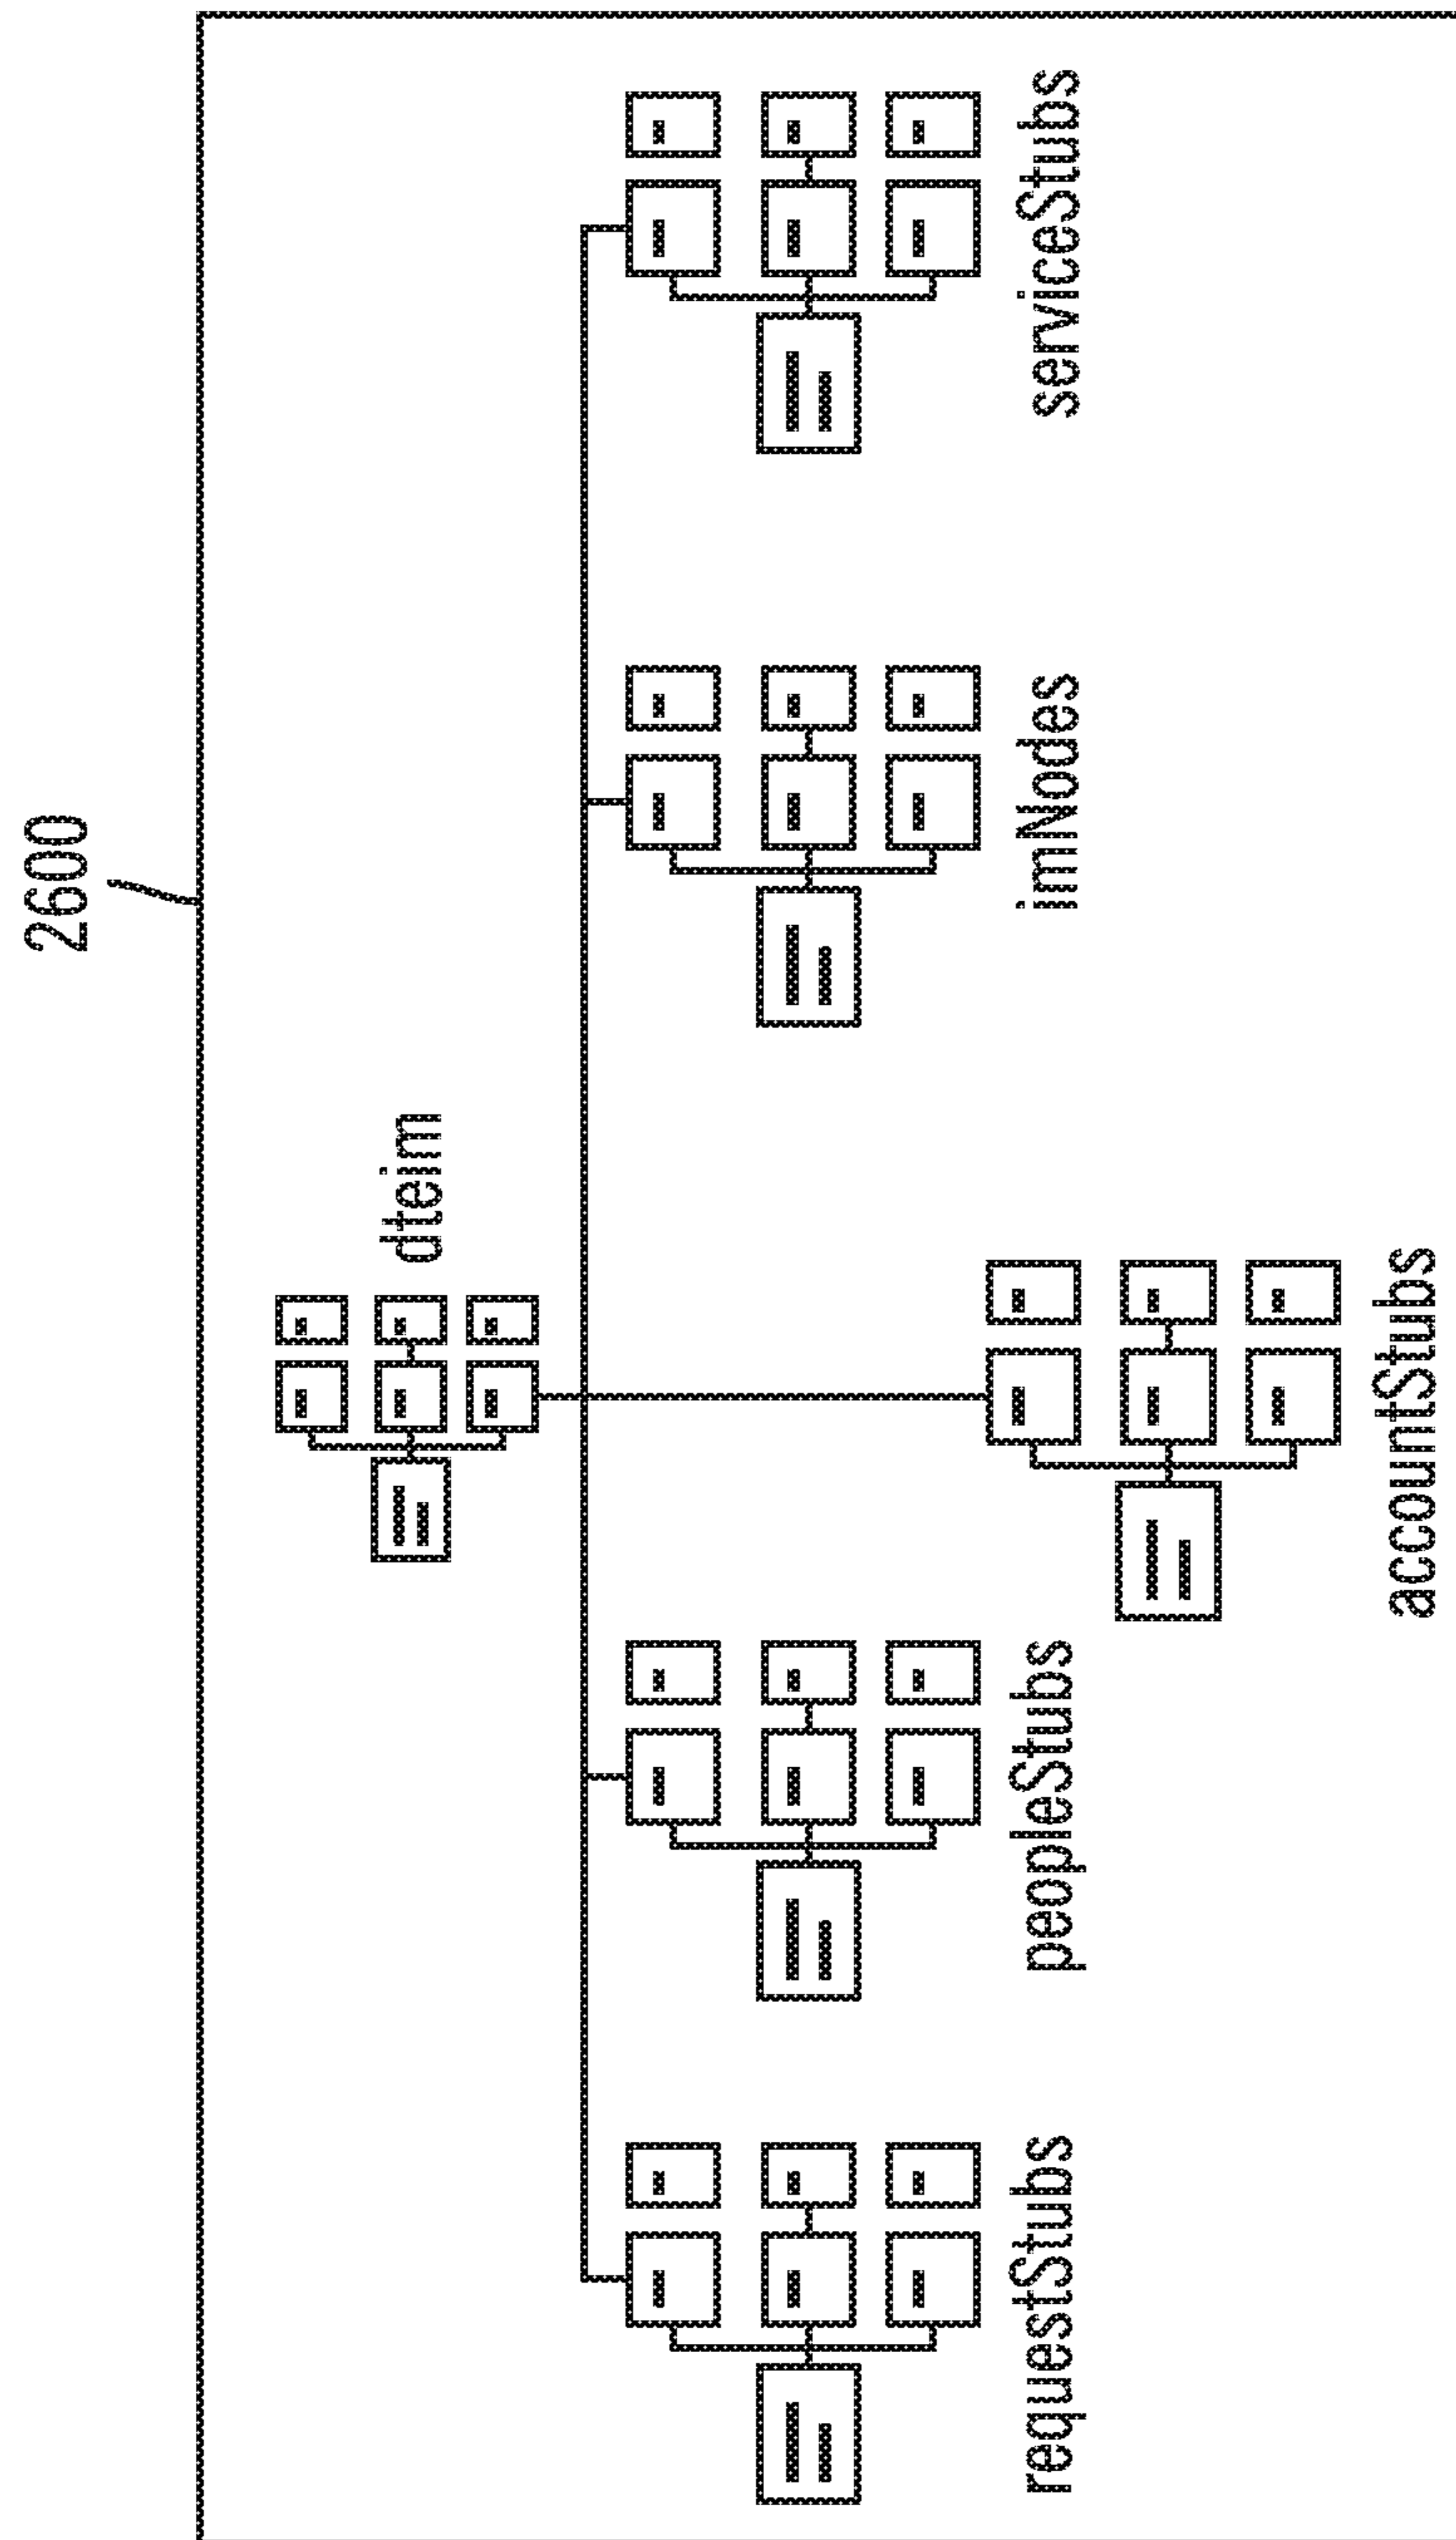 2600
dteim
requestStubs
peopleStubs
imNodes
serviceStubs
accountStubs